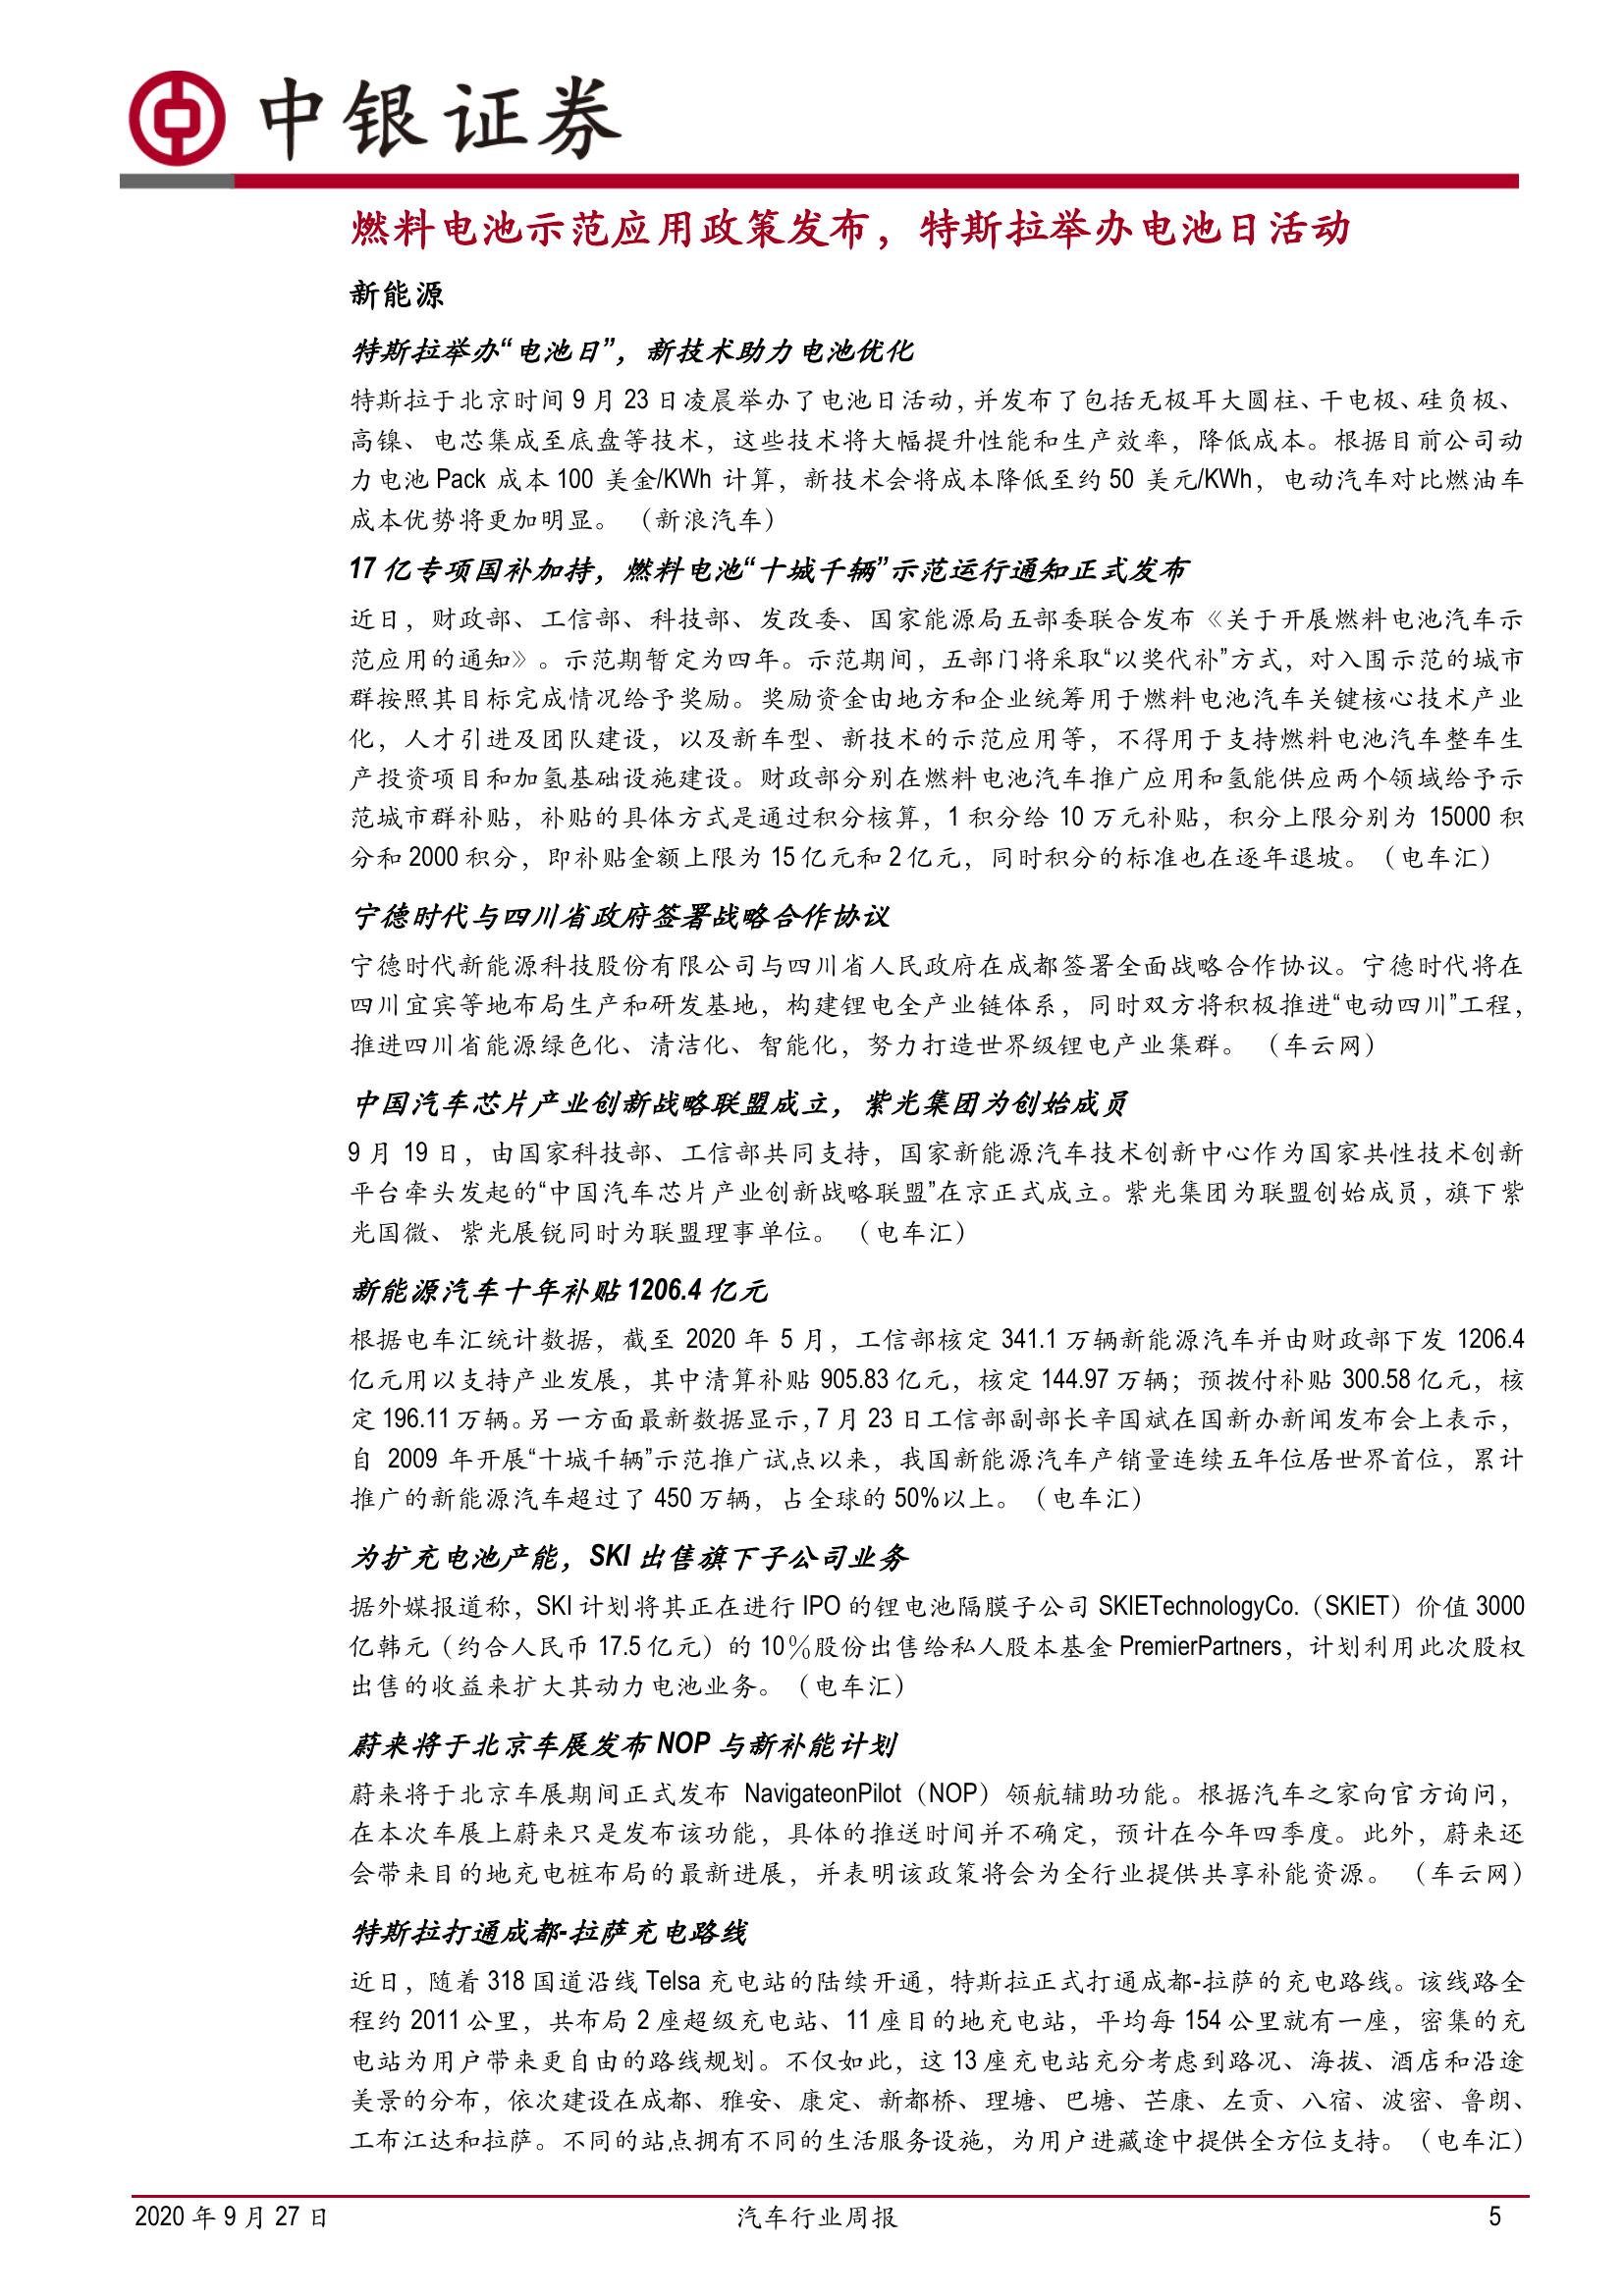 中银证券
燃料电池示范应用政策发布，特斯拉举办电池日活动
新能源
特斯拉举办“电池日”，新技术助力电池优化
特斯拉于北京时间 9 月 23 日凌晨举办了电池日活动，并发布了包括无极耳大圆柱、干电极、硅负极、
高镍、电芯集成至底盘等技术，这些技术将大幅提升性能和生产效率，降低成本。根据目前公司动
力电池 Pack 成本 100 美金/KWh 计算，新技术会将成本降低至约 50 美元/KWh，电动汽车对比燃油车
成本优势将更加明显。（新浪汽车）
17 亿专项国补加持，燃料电池“十城千辆”示范运行通知正式发布
近日，财政部、工信部、科技部、发改委、国家能源局五部委联合发布《关于开展燃料电池汽车示
范应用的通知》。示范期暂定为四年。示范期间，五部门将采取“以奖代补”方式，对入围示范的城市
群按照其目标完成情况给予奖励。奖励资金由地方和企业统筹用于燃料电池汽车关键核心技术产业
化，人才引进及团队建设，以及新车型、新技术的示范应用等，不得用于支持燃料电池汽车整车生
产投资项目和加氢基础设施建设。财政部分别在燃料电池汽车推广应用和氢能供应两个领域给予示
范城市群补贴，补贴的具体方式是通过积分核算，1 积分给 10 万元补贴，积分上限分别为 15000 积
分和 2000 积分，即补贴金额上限为 15 亿元和 2 亿元，同时积分的标准也在逐年退坡。（电车汇）
宁德时代与四川省政府签署战略合作协议
宁德时代新能源科技股份有限公司与四川省人民政府在成都签署全面战略合作协议。宁德时代将在
四川宜宾等地布局生产和研发基地，构建锂电全产业链体系，同时双方将积极推进“电动四川”工程，
推进四川省能源绿色化、清洁化、智能化，努力打造世界级锂电产业集群。（车云网）
中国汽车芯片产业创新战略联盟成立，紫光集团为创始成员
9 月 19 日，由国家科技部、工信部共同支持，国家新能源汽车技术创新中心作为国家共性技术创新
平台牵头发起的“中国汽车芯片产业创新战略联盟”在京正式成立。紫光集团为联盟创始成员，旗下紫
光国微、紫光展锐同时为联盟理事单位。（电车汇）
新能源汽车十年补贴 1206.4 亿元
根据电车汇统计数据，截至 2020 年 5 月，工信部核定 341.1 万辆新能源汽车并由财政部下发 1206.4
亿元用以支持产业发展，其中清算补贴 905.83 亿元，核定 144.97 万辆；预拨付补贴 300.58 亿元，核
定 196.11 万辆。另一方面最新数据显示，7 月 23 日工信部副部长辛国斌在国新办新闻发布会上表示，
自 2009 年开展“十城千辆”示范推广试点以来，我国新能源汽车产销量连续五年位居世界首位，累计
推广的新能源汽车超过了 450 万辆，占全球的 50%以上。（电车汇）
为扩充电池产能，SKI 出售旗下子公司业务
据外媒报道称，SKI 计划将其正在进行 IPO 的锂电池隔膜子公司 SKIETechnologyCo.（SKIET）价值 3000
亿韩元（约合人民币 17.5 亿元）的 10％股份出售给私人股本基金 PremierPartners，计划利用此次股权
出售的收益来扩大其动力电池业务。（电车汇）
蔚来将于北京车展发布 NOP 与新补能计划
蔚来将于北京车展期间正式发布 NavigateonPilot（NOP）领航辅助功能。根据汽车之家向官方询问，
在本次车展上蔚来只是发布该功能，具体的推送时间并不确定，预计在今年四季度。此外，蔚来还
会带来目的地充电桩布局的最新进展，并表明该政策将会为全行业提供共享补能资源。（车云网）
特斯拉打通成都-拉萨充电路线
近日，随着 318 国道沿线 Telsa 充电站的陆续开通，特斯拉正式打通成都-拉萨的充电路线。该线路全
程约 2011 公里，共布局 2 座超级充电站、11 座目的地充电站，平均每 154 公里就有一座，密集的充
电站为用户带来更自由的路线规划。不仅如此，这 13 座充电站充分考虑到路况、海拔、酒店和沿途
美景的分布，依次建设在成都、雅安、康定、新都桥、理塘、巴塘、芒康、左贡、八宿、波密、鲁朗、
工布江达和拉萨。不同的站点拥有不同的生活服务设施，为用户进藏途中提供全方位支持。（电车汇）
2020 年 9 月 27 日 汽车行业周报 5